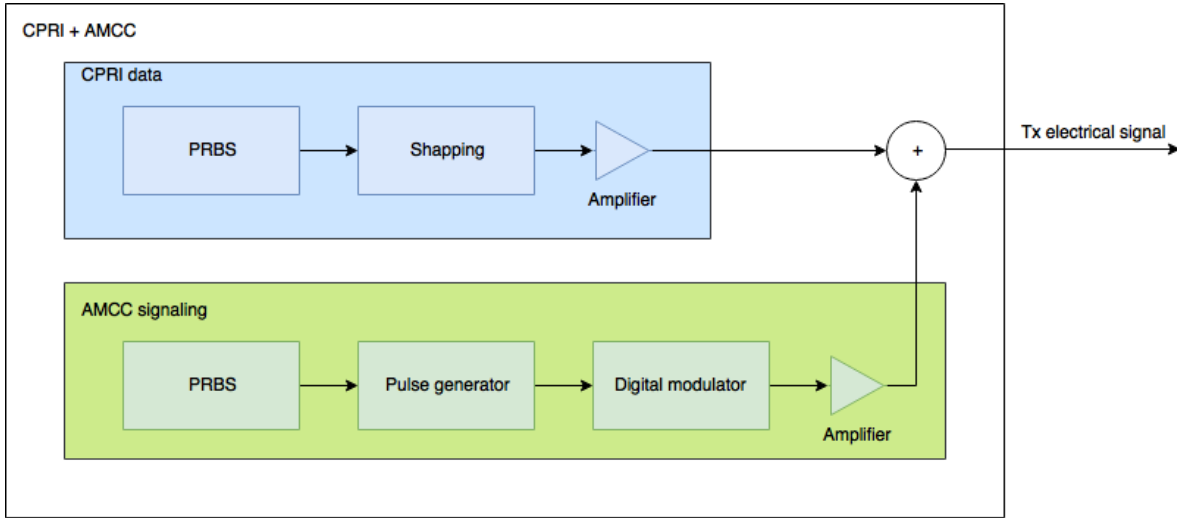 CPRI + AMCC
CPRI data
PRBS
Shapping
Amplifier
+
Tx electrical signal
AMCC signaling
PRBS
Pulse generator
Digital modulator
Amplifier